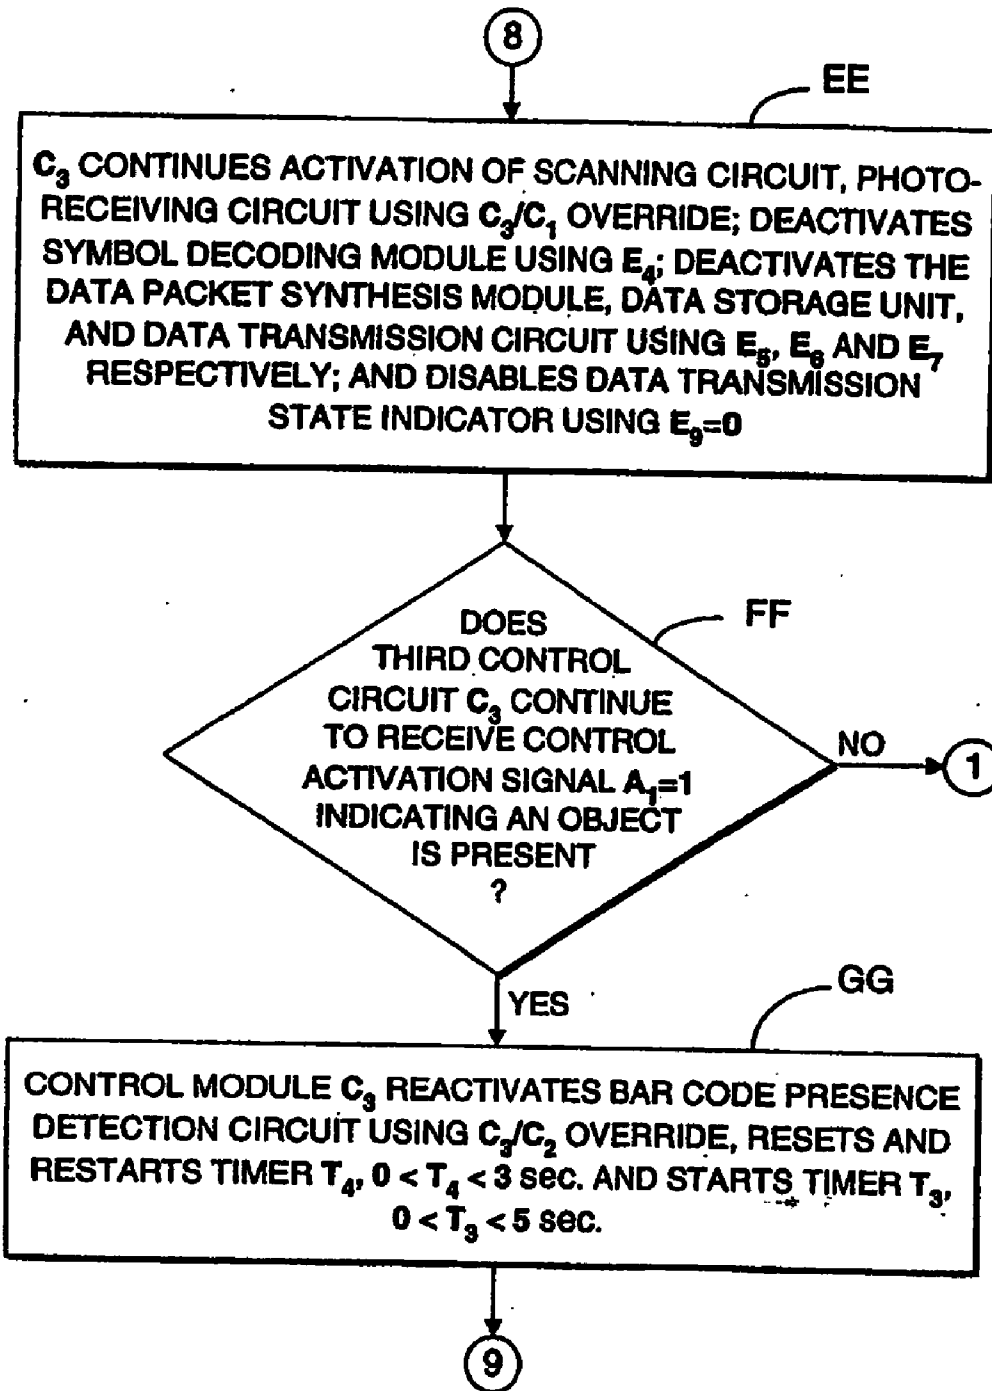 8
EE
C₃ CONTINUES ACTIVATION OF SCANNING CIRCUIT, PHOTO-
RECEIVING CIRCUIT USING C₃/C₁ OVERRIDE; DEACTIVATES
SYMBOL DECODING MODULE USING E₄; DEACTIVATES THE
DATA PACKET SYNTHESIS MODULE, DATA STORAGE UNIT,
AND DATA TRANSMISSION CIRCUIT USING E₅, E₆ AND E₇
RESPECTIVELY; AND DISABLES DATA TRANSMISSION
STATE INDICATOR USING E₉=0
FF
DOES
THIRD CONTROL
CIRCUIT C₃ CONTINUE
TO RECEIVE CONTROL
ACTIVATION SIGNAL A₁=1
INDICATING AN OBJECT
IS PRESENT
?
NO
1
YES
GG
CONTROL MODULE C₃ REACTIVATES BAR CODE PRESENCE
DETECTION CIRCUIT USING C₃/C₂ OVERRIDE, RESETS AND
RESTARTS TIMER T₄, 0 < T₄ < 3 sec. AND STARTS TIMER T₃,
0 < T₃ < 5 sec.
9